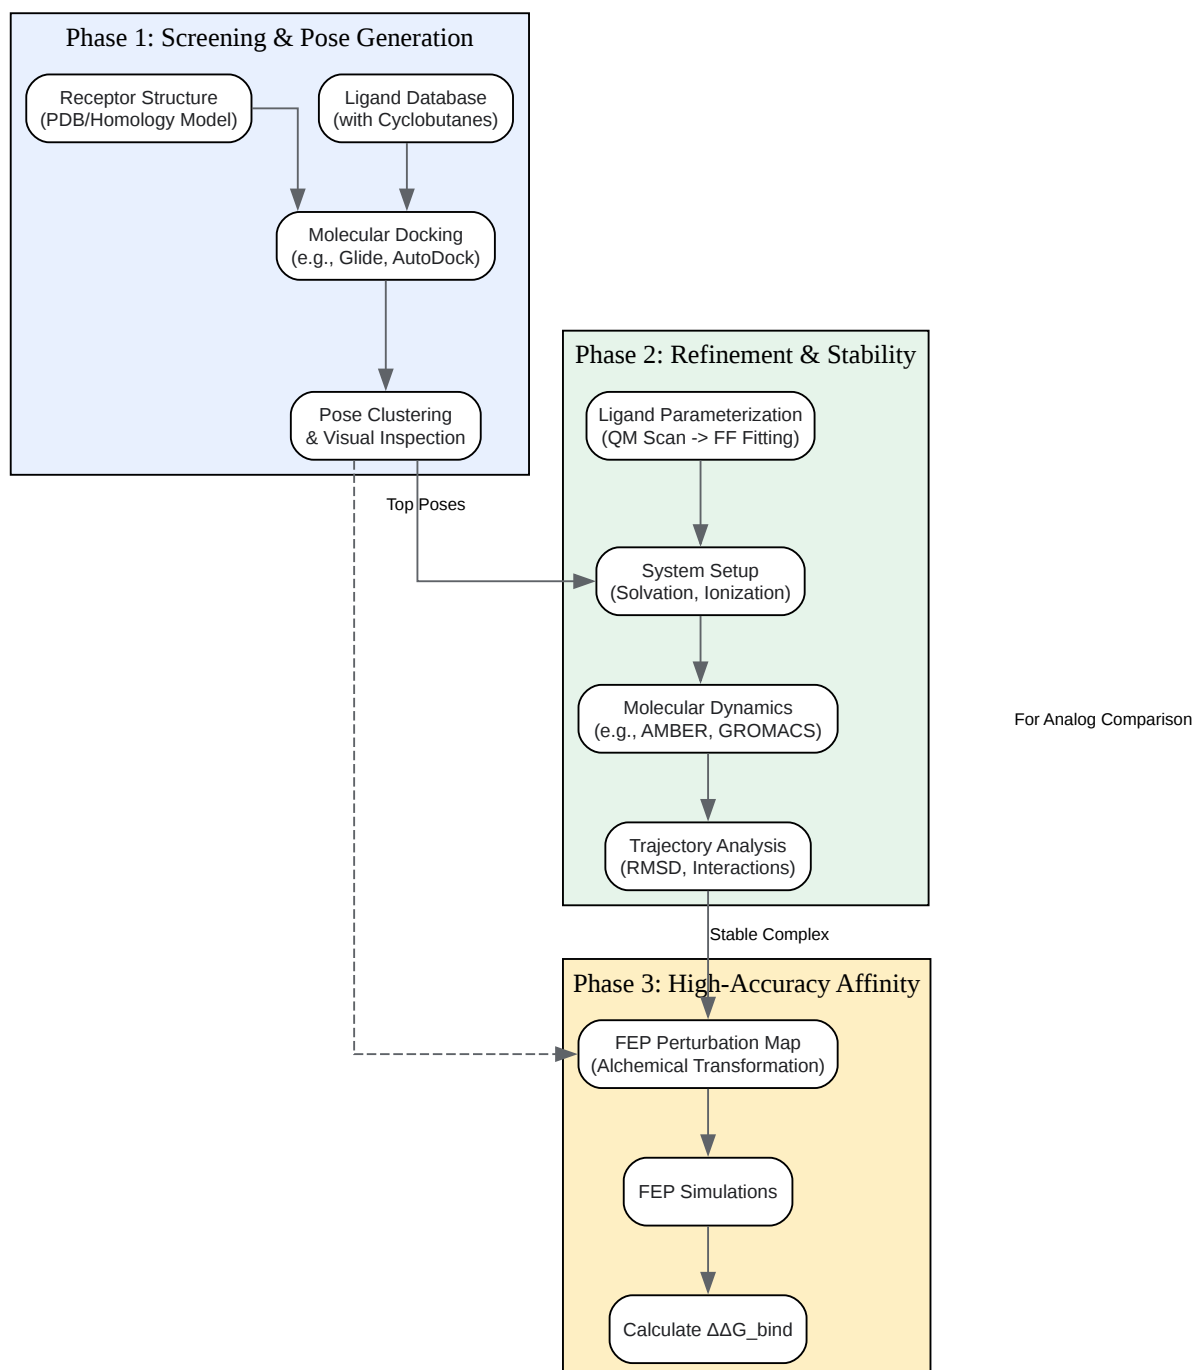 Phase 1: Screening & Pose Generation
Receptor Structure
(PDB/Homology Model)
Ligand Database
(with Cyclobutanes)
Molecular Docking
(e.g., Glide, AutoDock)
Pose Clustering
& Visual Inspection
Top Poses
Phase 2: Refinement & Stability
Ligand Parameterization
(QM Scan -> FF Fitting)
System Setup
(Solvation, Ionization)
Molecular Dynamics
(e.g., AMBER, GROMACS)
For Analog Comparison
Trajectory Analysis
(RMSD, Interactions)
Stable Complex
Phase 3: High-Accuracy Affinity
FEP Perturbation Map
(Alchemical Transformation)
FEP Simulations
Calculate ΔΔG_bind